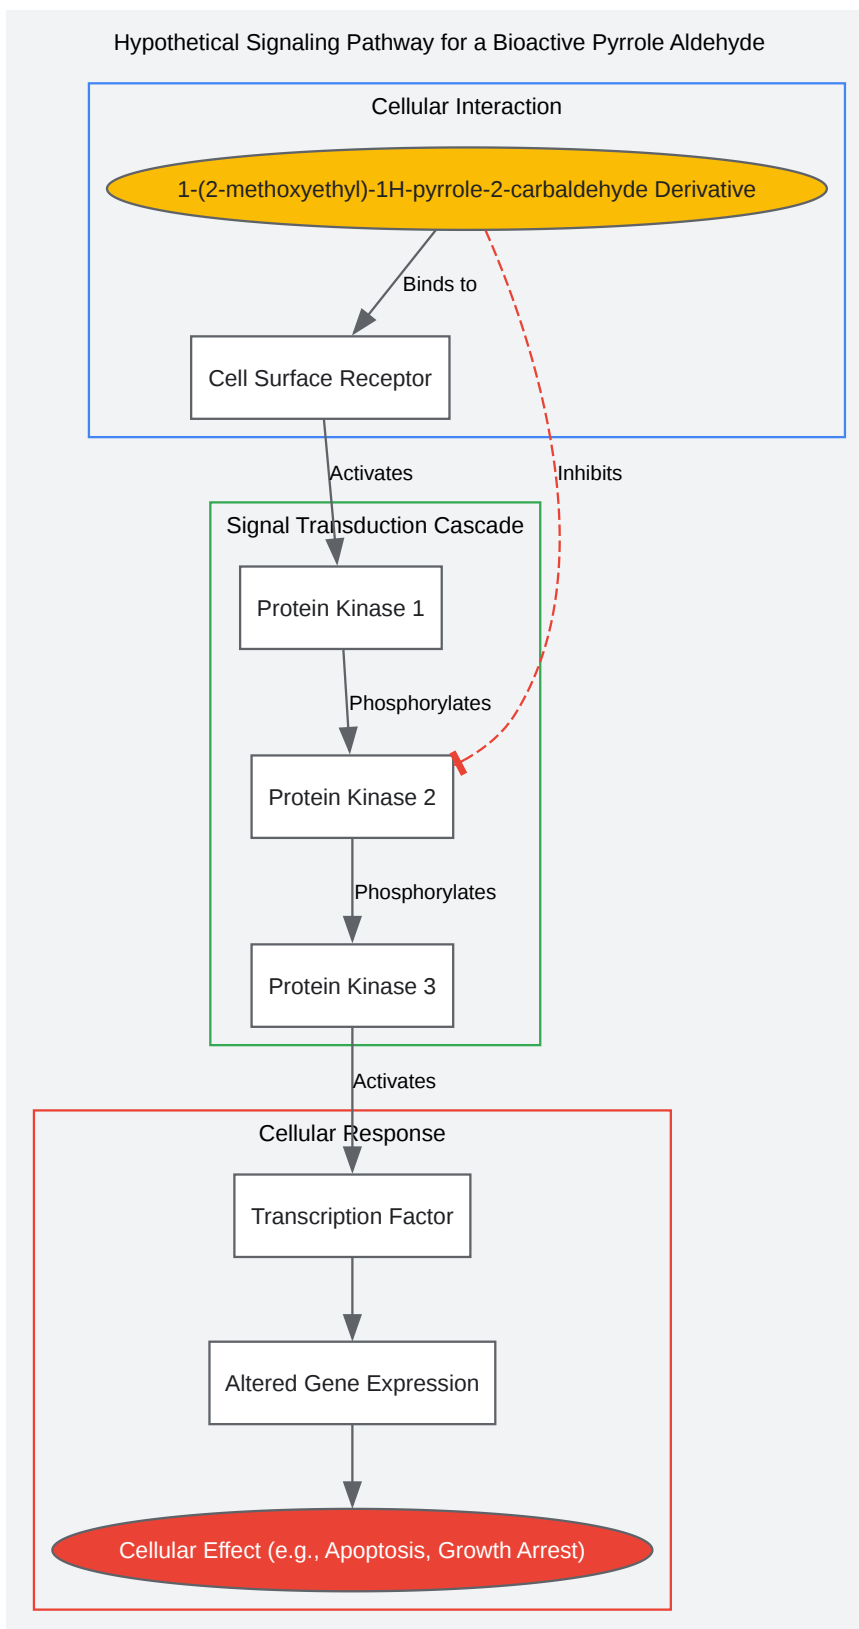 Hypothetical Signaling Pathway for a Bioactive Pyrrole Aldehyde
Cellular Interaction
1-(2-methoxyethyl)-1H-pyrrole-2-carbaldehyde Derivative
Binds to
Cell Surface Receptor
Activates
Inhibits
Signal Transduction Cascade
Protein Kinase 1
Phosphorylates
Protein Kinase 2
Phosphorylates
Protein Kinase 3
Activates
Cellular Response
Transcription Factor
Altered Gene Expression
Cellular Effect (e.g., Apoptosis, Growth Arrest)